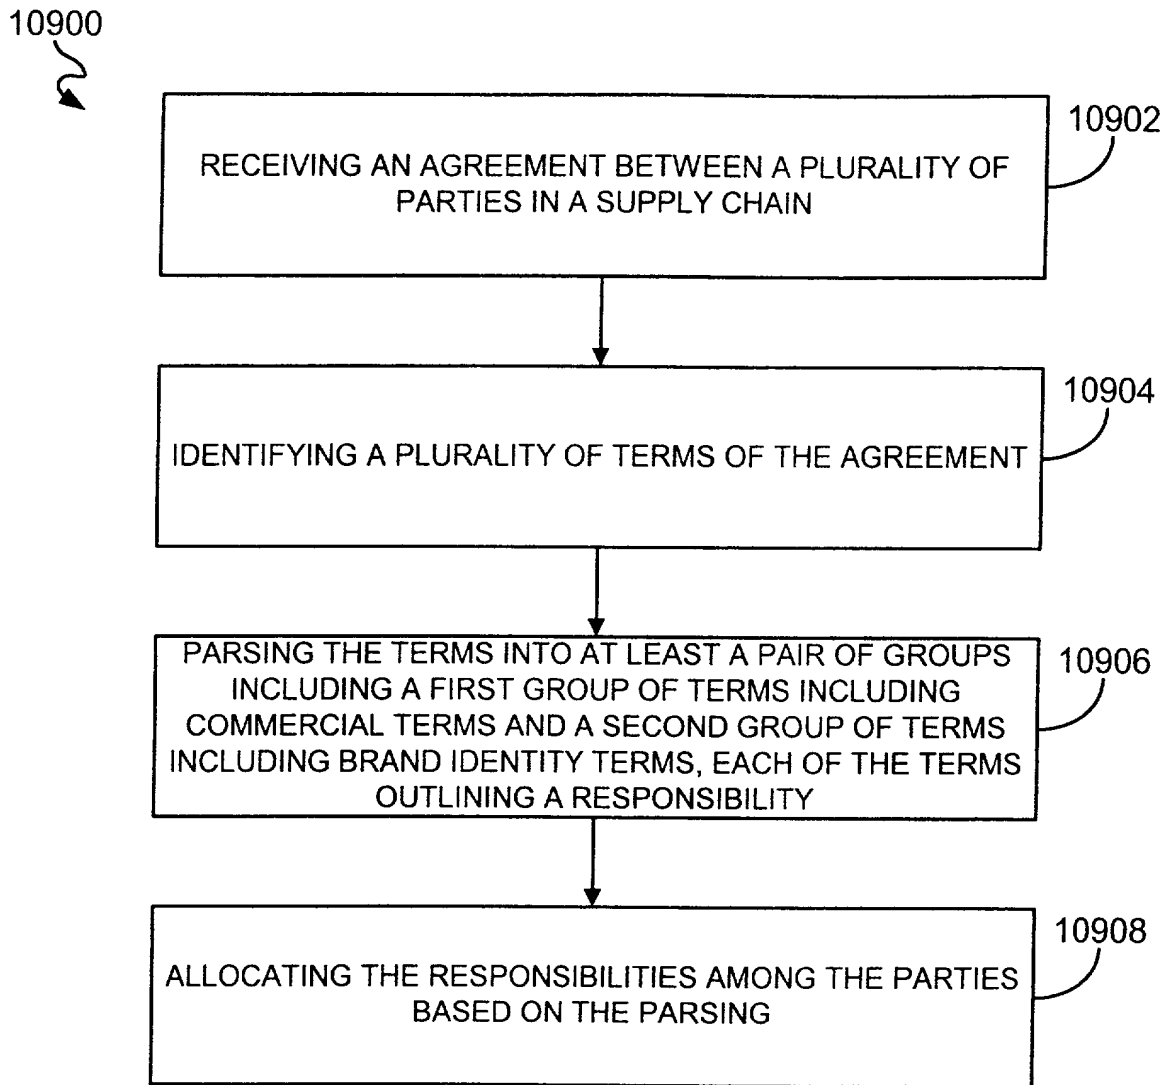 10900
10902
RECEIVING AN AGREEMENT BETWEEN A PLURALITY OF
PARTIES IN A SUPPLY CHAIN
10904
IDENTIFYING A PLURALITY OF TERMS OF THE AGREEMENT
10906
PARSING THE TERMS INTO AT LEAST A PAIR OF GROUPS
INCLUDING A FIRST GROUP OF TERMS INCLUDING
COMMERCIAL TERMS AND A SECOND GROUP OF TERMS
INCLUDING BRAND IDENTITY TERMS, EACH OF THE TERMS
OUTLINING A RESPONSIBILITY
10908
ALLOCATING THE RESPONSIBILITIES AMONG THE PARTIES
BASED ON THE PARSING